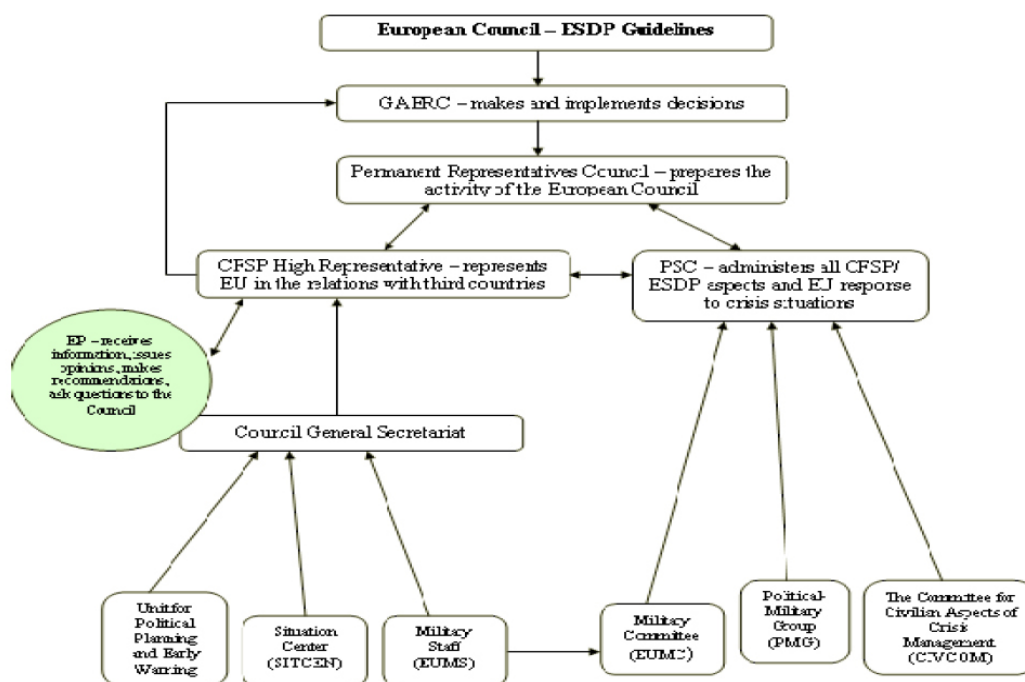 European Council – ESDP Guidelines
GAERC – makes and implements decisions
Permanent Representatives Council – prepares the
activity of the European Council
CFSP High Representative – represents
EU in the relations with third countries
PSC – administers all CFSP/
ESDP aspects and EU response
to crisis situations
EP – receives
information, issues
opinions, makes
recommendations,
ask questions to the
Council
Council General Secretariat
Unit for
Political
Planning
and Early
Warning
Situation
Center
(SITCEN)
Military
Staff
(EUMS)
Military
Committee
(EUMC)
Political-
Military
Group
(PMG)
The Committee for
Civilian Aspects of
Crisis
Management
(CIVCOM)